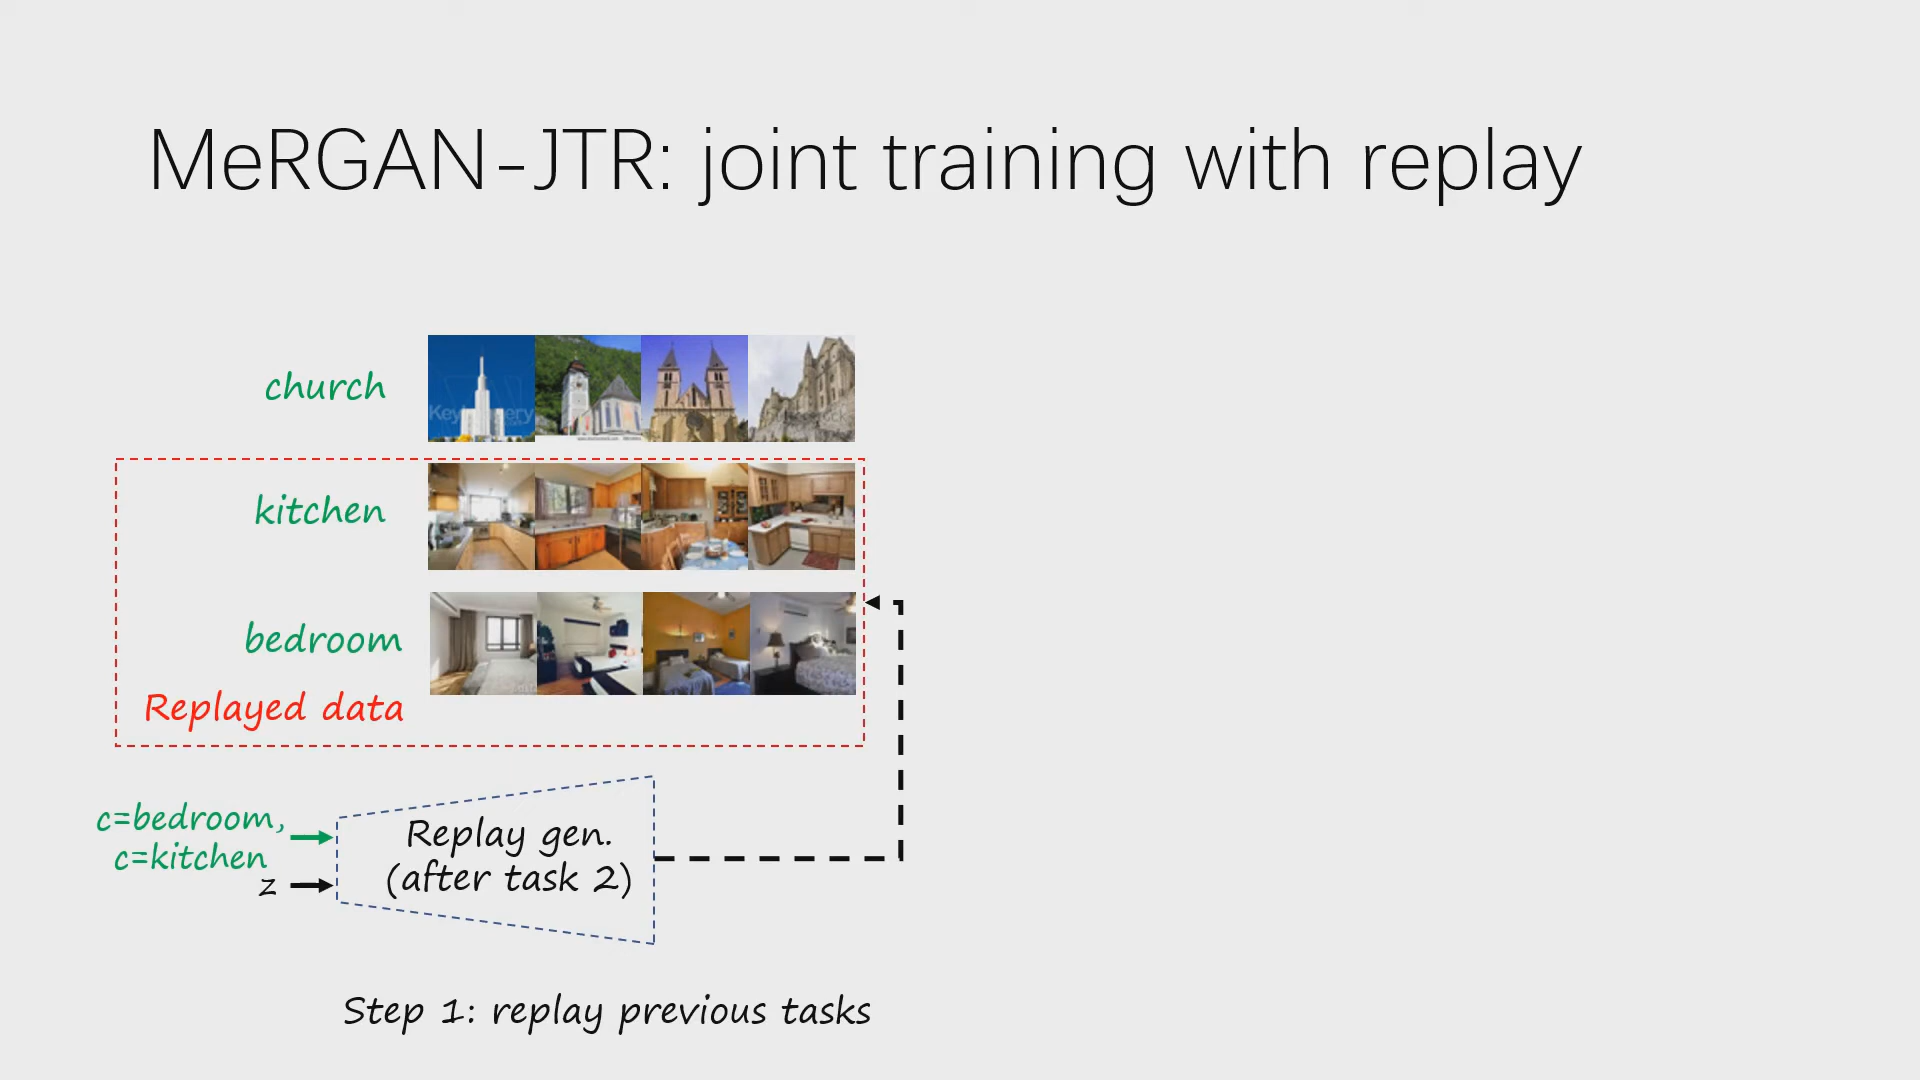 MeRGAN-JTR: joint training with replay
church
kitchen
bedroom
Replayed data
c=bedroom,
c=kitchen
z
Replay gen.
(after task 2)
Step 1: replay previous tasks